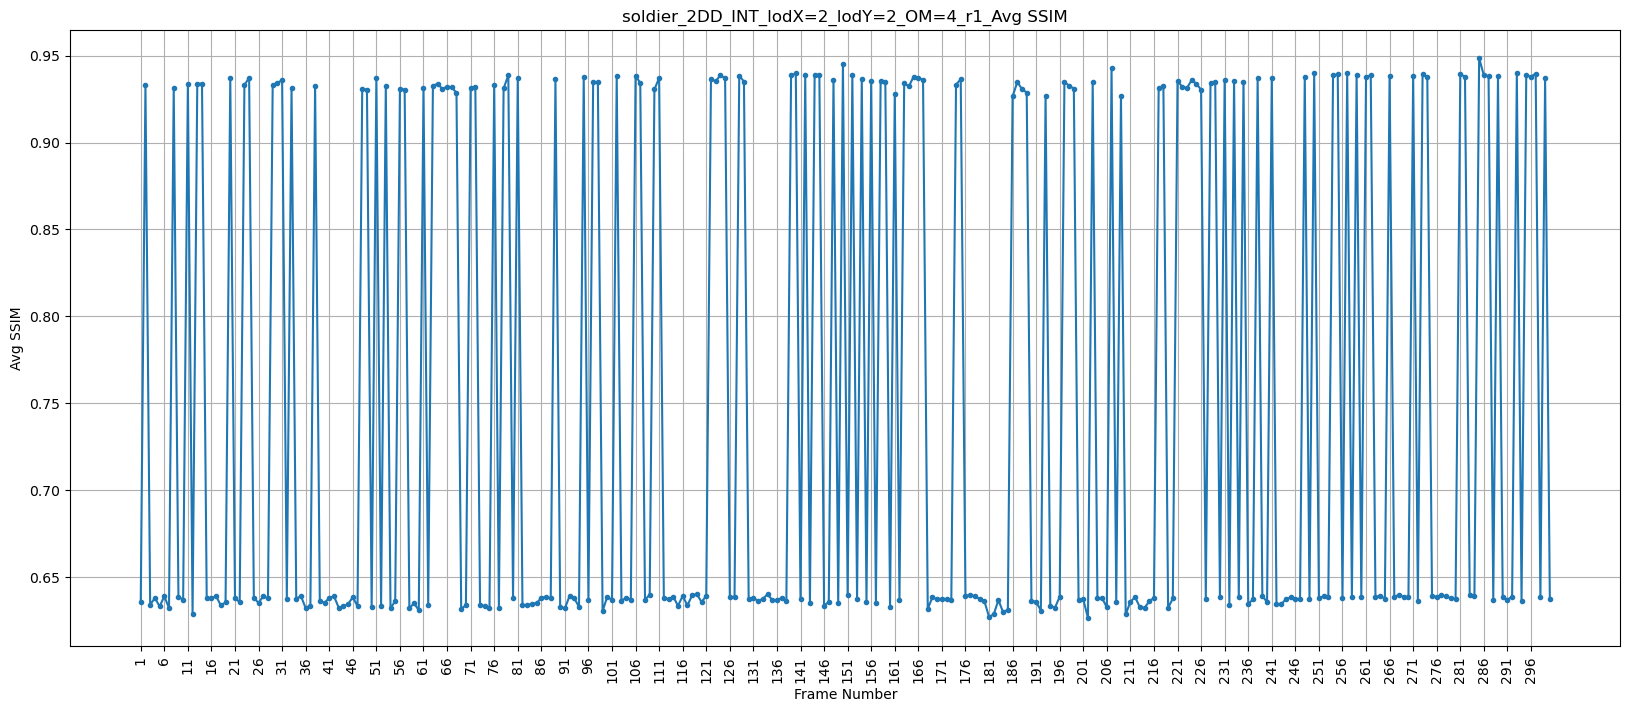 soldier_2DD_INT_lodX=2_lodY=2_OM=4_r1_Avg SSIM
0.95
0.90
0.85
0.80
0.75
0.70
0.65
Avg SSIM
1 6 11 16 21 26 31 36 41 46 51 56 61 66 71 76 81 86 91 96 101 106 111 116 121 126 131 136 141 146 151 156 161 166 171 176 181 186 191 196 201 206 211 216 221 226 231 236 241 246 251 256 261 266 271 276 281 286 291 296
Frame Number